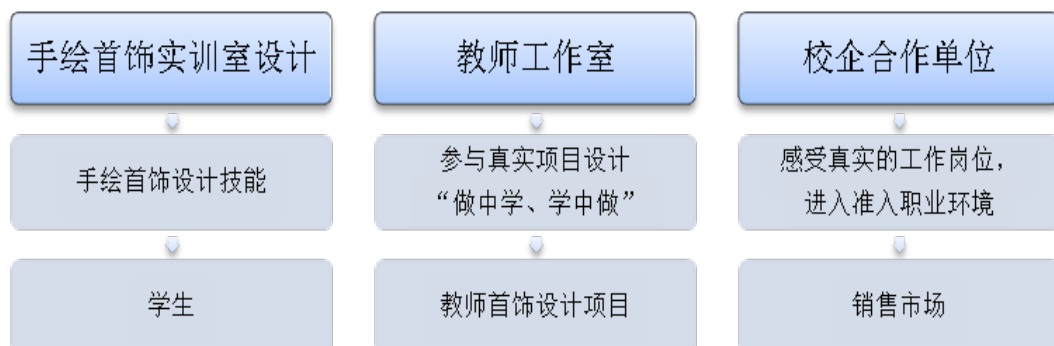 手绘首饰实训室设计
教师工作室
校企合作单位
手绘首饰设计技能
参与真实项目设计
“做中学、学中做”
感受真实的工作岗位，
进入准入职业环境
学生
教师首饰设计项目
销售市场